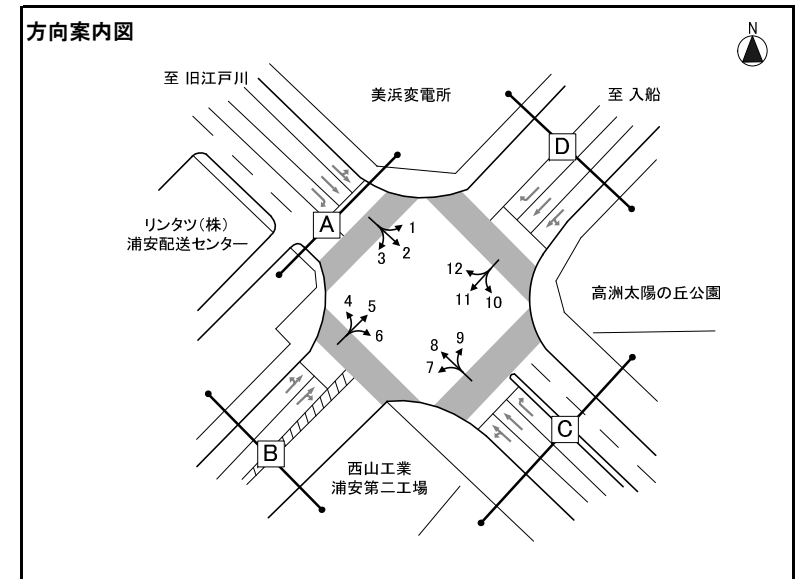 方向案内図
N
至 旧江戸川
美浜変電所
至 入船
D
A
リンタツ（株）
浦安配送センター
1
2
3
12
11
10
高洲太陽の丘公園
4
5
6
8
9
7
B
C
西山工業
浦安第二工場